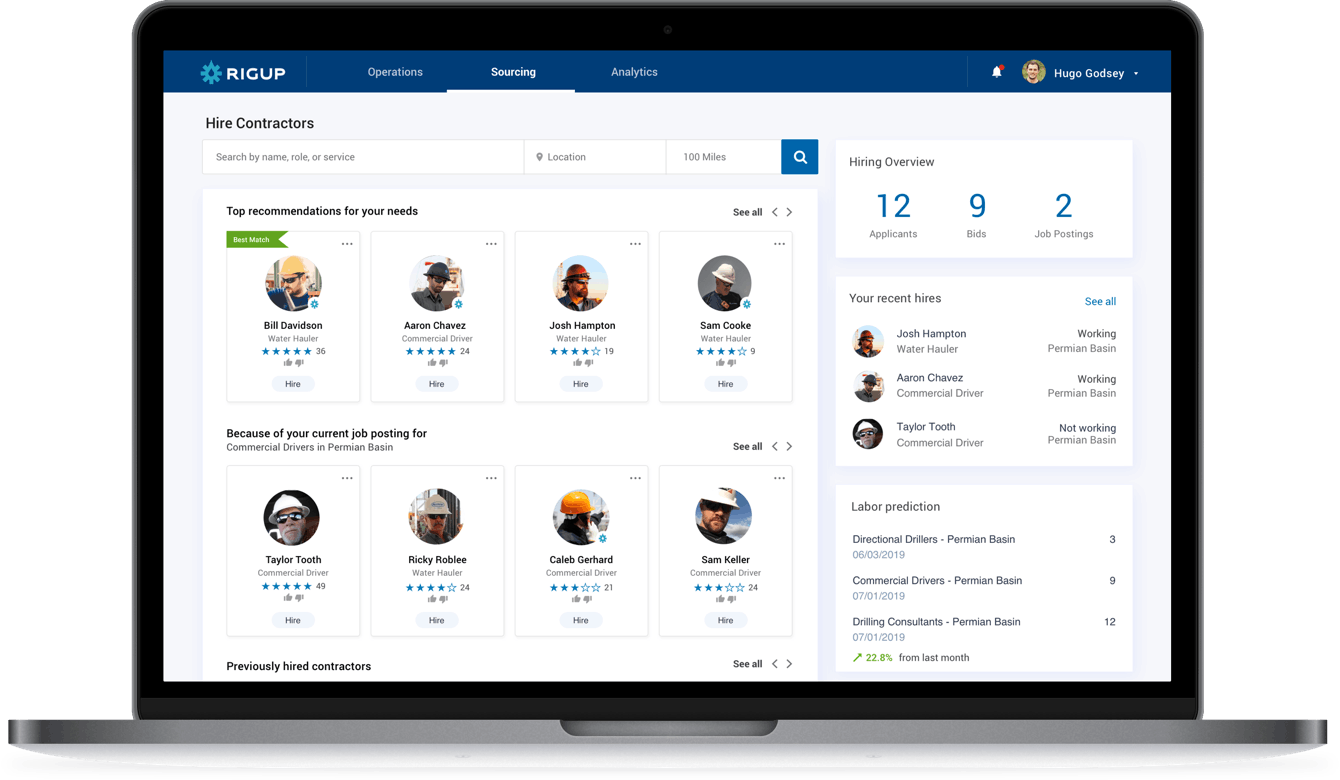 RIGUP
Operations
Sourcing
Analytics
Hugo Godsey
Hire Contractors
Search by name, role, or service
Location
100 Miles
Top recommendations for your needs
See all
Best Match
Bill Davidson
Water Hauler
36
Hire
Aaron Chavez
Commercial Driver
24
Hire
Josh Hampton
Water Hauler
19
Hire
Sam Cooke
Water Hauler
9
Hire
Because of your current job posting for
Commercial Drivers in Permian Basin
See all
Taylor Tooth
Commercial Driver
49
Hire
Ricky Roblee
Water Hauler
24
Hire
Caleb Gerhard
Commercial Driver
21
Hire
Sam Keller
Commercial Driver
24
Hire
Previously hired contractors
See all
Hiring Overview
12
Applicants
9
Bids
2
Job Postings
Your recent hires
See all
Josh Hampton
Water Hauler
Working
Permian Basin
Aaron Chavez
Commercial Driver
Working
Permian Basin
Taylor Tooth
Commercial Driver
Not working
Permian Basin
Labor prediction
Directional Drillers - Permian Basin
3
06/03/2019
Commercial Drivers - Permian Basin
9
07/01/2019
Drilling Consultants - Permian Basin
12
07/01/2019
22.8% from last month